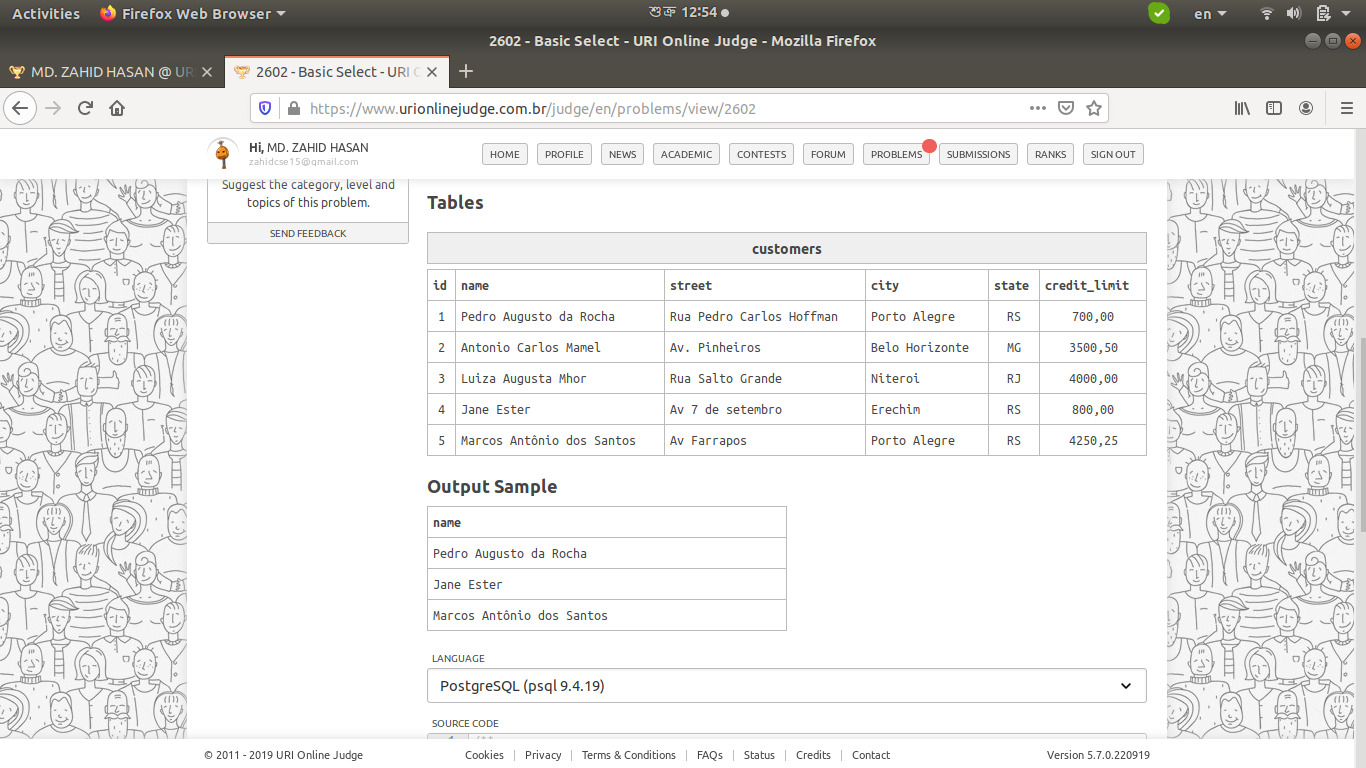 Activities Firefox Web Browser শুক্র 12:54 en
2602 - Basic Select - URI Online Judge - Mozilla Firefox
MD. ZAHID HASAN @ UR 2602 - Basic Select - URI O
https://www.urionlinejudge.com.br/judge/en/problems/view/2602
Hi, MD. ZAHID HASAN
zahidcse15@gmail.com
HOME PROFILE NEWS ACADEMIC CONTESTS FORUM PROBLEMS SUBMISSIONS RANKS SIGN OUT
Suggest the category, level and
topics of this problem.
SEND FEEDBACK
Tables
customers
id name street city state credit_limit
1 Pedro Augusto da Rocha Rua Pedro Carlos Hoffman Porto Alegre RS 700,00
2 Antonio Carlos Mamel Av. Pinheiros Belo Horizonte MG 3500,50
3 Luiza Augusta Mhor Rua Salto Grande Niteroi RJ 4000,00
4 Jane Ester Av 7 de setembro Erechim RS 800,00
5 Marcos Antônio dos Santos Av Farrapos Porto Alegre RS 4250,25
Output Sample
name
Pedro Augusto da Rocha
Jane Ester
Marcos Antônio dos Santos
LANGUAGE
PostgreSQL (psql 9.4.19)
SOURCE CODE
© 2011 - 2019 URI Online Judge Cookies Privacy Terms & Conditions FAQs Status Credits Contact Version 5.7.0.220919